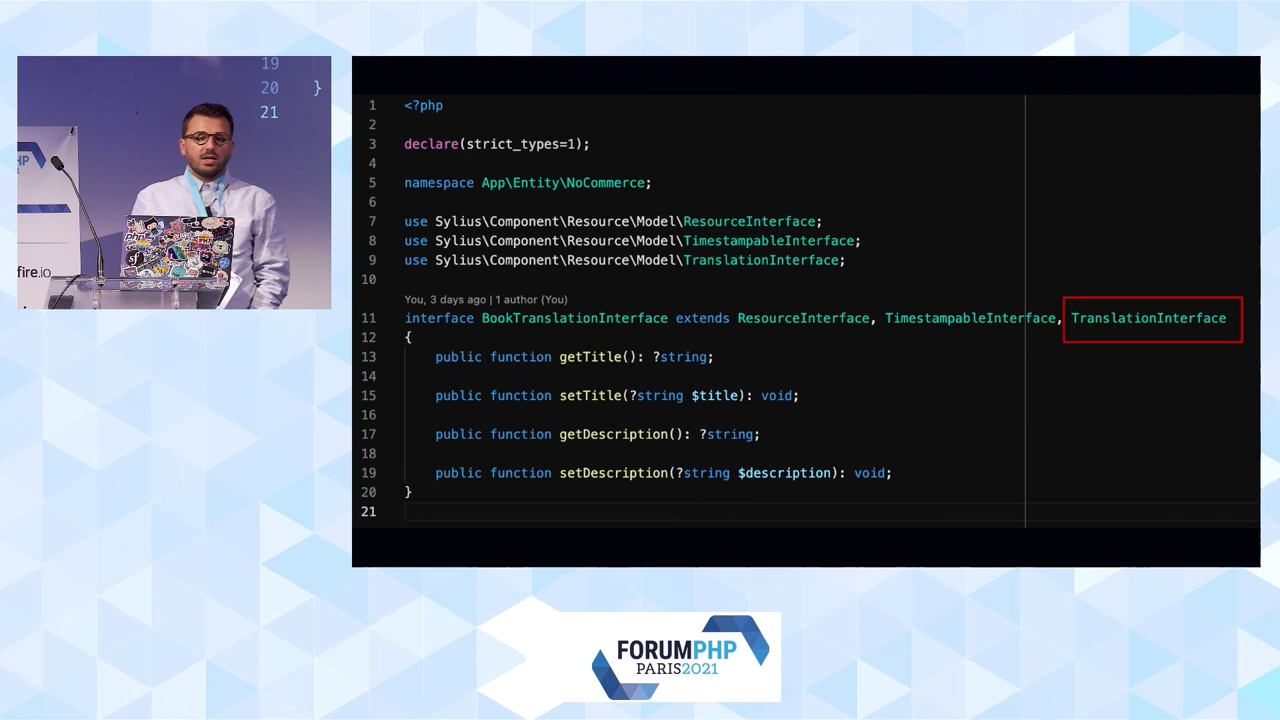 19
20 }
21
HP
fire.io
php
sf
1 <?php
2
3 declare(strict_types=1);
4
5 namespace App\Entity\NoCommerce;
6
7 use Sylius\Component\Resource\Model\ResourceInterface;
8 use Sylius\Component\Resource\Model\TimestampableInterface;
9 use Sylius\Component\Resource\Model\TranslationInterface;
10
You, 3 days ago | 1 author (You)
11 interface BookTranslationInterface extends ResourceInterface, TimestampableInterface, TranslationInterface
12 {
13 public function getTitle(): ?string;
14
15 public function setTitle(?string $title): void;
16
17 public function getDescription(): ?string;
18
19 public function setDescription(?string $description): void;
20 }
21
FORUMPHP
PARIS2021